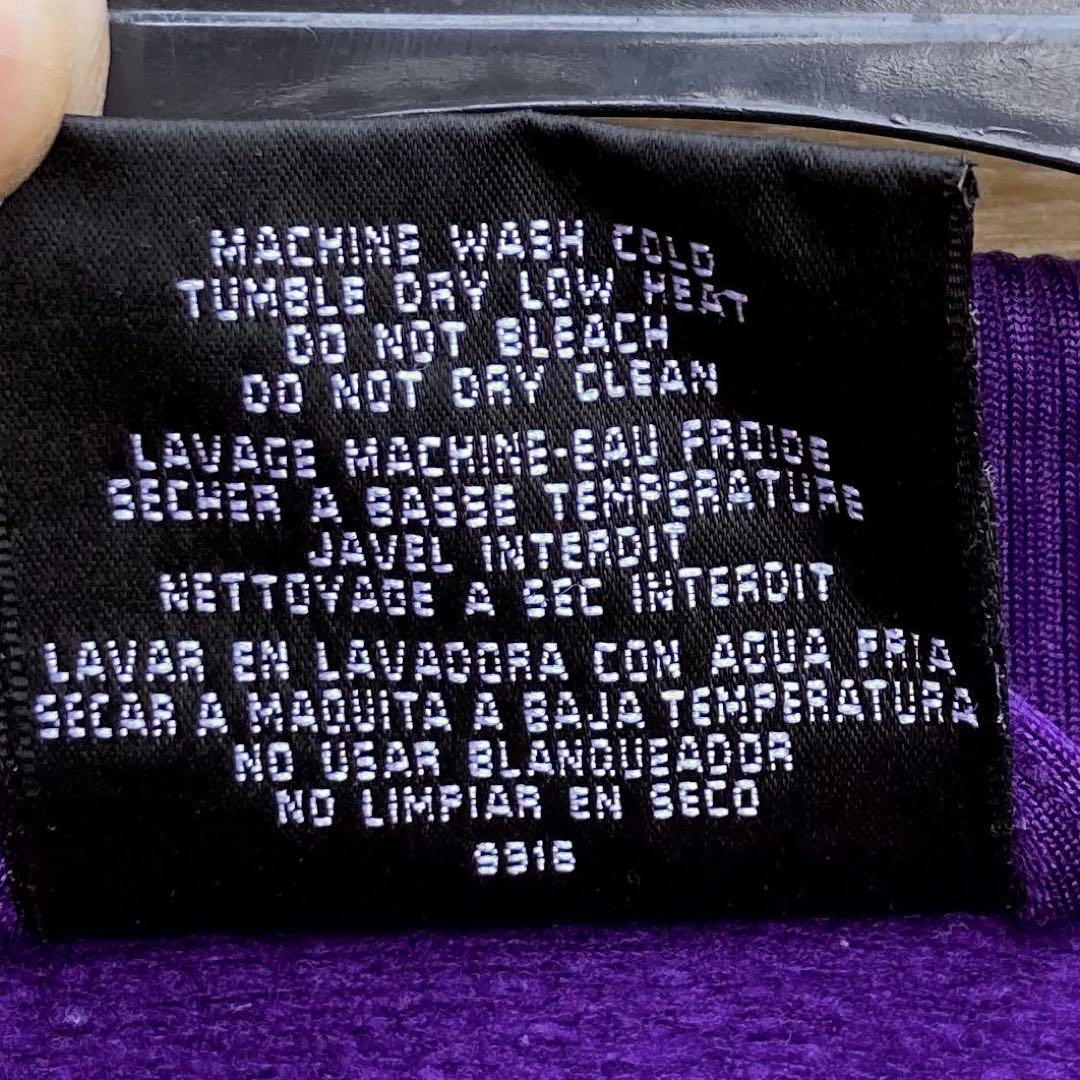 MACHINE WASH COLD
TUMBLE DRY LOW HEAT
DO NOT BLEACH
DO NOT DRY CLEAN
LAVAGE MACHINE-EAU FROIDE
SECHER A BASSE TEMPERATURE
JAVEL INTERDIT
NETTOYAGE A SEC INTERDIT
LAVAR EN LAVADORA CON AGUA FRIA
SECAR A MAQUITA A BAJA TEMPERATURA
NO USAR BLANQUEADOR
NO LIMPIAR EN SECO